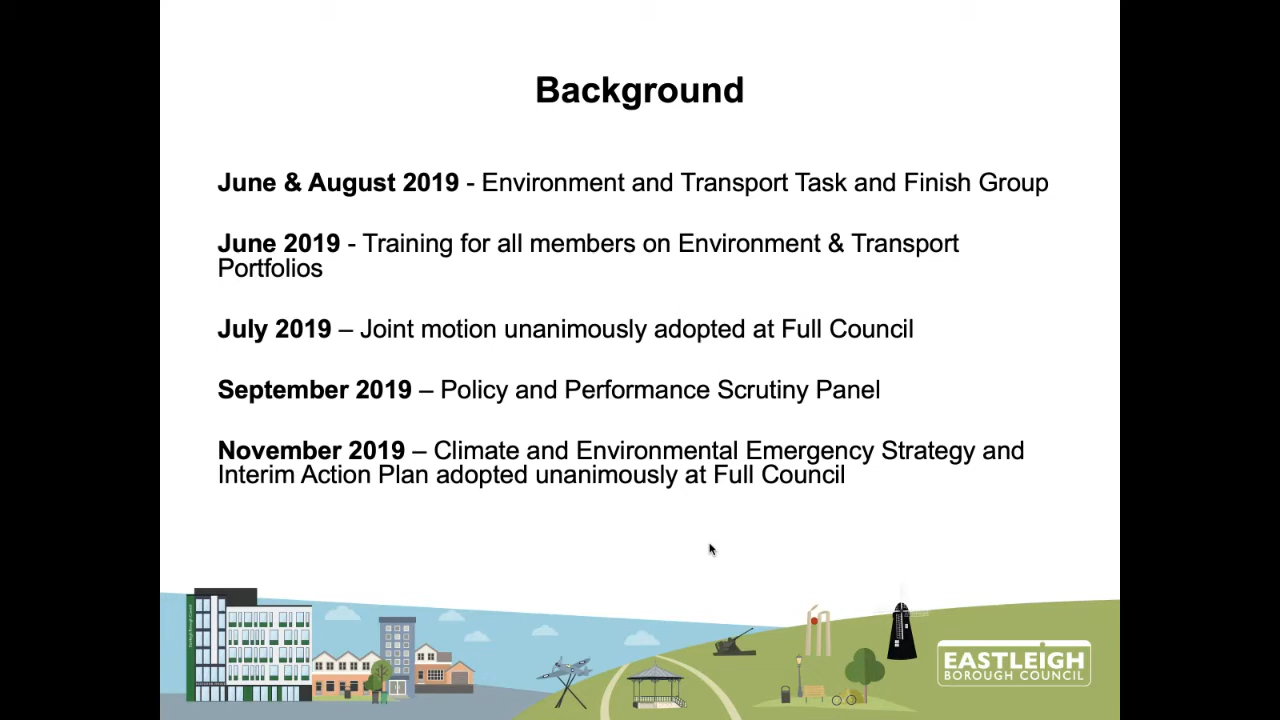 Background
June & August 2019 - Environment and Transport Task and Finish Group
June 2019 - Training for all members on Environment & Transport
Portfolios
July 2019 – Joint motion unanimously adopted at Full Council
September 2019 – Policy and Performance Scrutiny Panel
November 2019 – Climate and Environmental Emergency Strategy and
Interim Action Plan adopted unanimously at Full Council
EASTLEIGH
BOROUGH COUNCIL